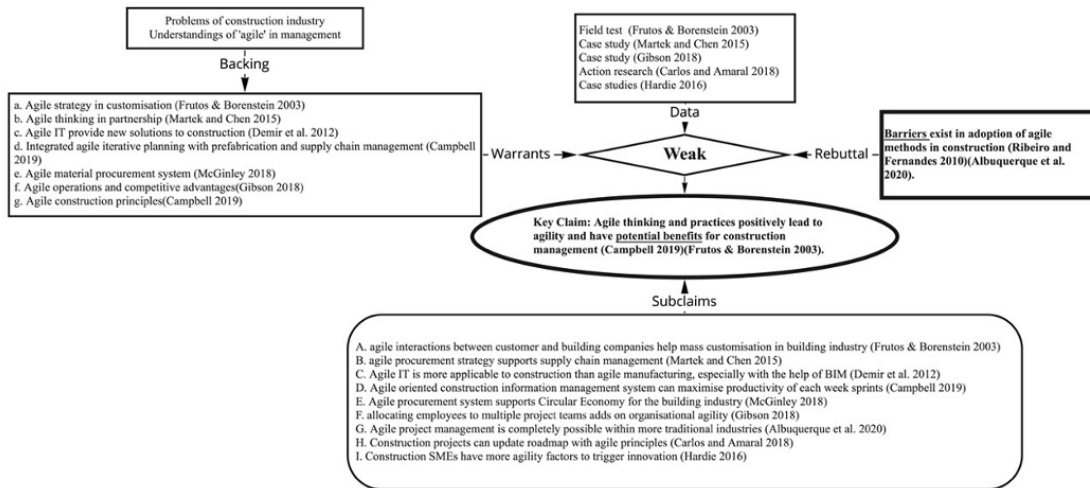 Problems of construction industry
Understandings of 'agile' in management
Backing
a. Agile strategy in customisation (Frutos & Borenstein 2003)
b. Agile thinking in partnership (Martek and Chen 2015)
c. Agile IT provide new solutions to construction (Demir et al. 2012)
d. Integrated agile iterative planning with prefabrication and supply chain management (Campbell
2019)
e. Agile material procurement system (McGinley 2018)
f. Agile operations and competitive advantages(Gibson 2018)
g. Agile construction principles(Campbell 2019)
Warrants
Field test (Frutos & Borenstein 2003)
Case study (Martek and Chen 2015)
Case study (Gibson 2018)
Action research (Carlos and Amaral 2018)
Case studies (Hardie 2016)
Data
Weak
Rebuttal
Barriers exist in adoption of agile
methods in construction (Ribeiro and
Fernandes 2010)(Albuquerque et al.
2020).
Key Claim: Agile thinking and practices positively lead to
agility and have potential benefits for construction
management (Campbell 2019)(Frutos & Borenstein 2003).
Subclaims
A. agile interactions between customer and building companies help mass customisation in building industry (Frutos & Borenstein 2003)
B. agile procurement strategy supports supply chain management (Martek and Chen 2015)
C. Agile IT is more applicable to construction than agile manufacturing, especially with the help of BIM (Demir et al. 2012)
D. Agile oriented construction information management system can maximise productivity of each week sprints (Campbell 2019)
E. Agile procurement system supports Circular Economy for the building industry (McGinley 2018)
F. allocating employees to multiple project teams adds on organisational agility (Gibson 2018)
G. Agile project management is completely possible within more traditional industries (Albuquerque et al. 2020)
H. Construction projects can update roadmap with agile principles (Carlos and Amaral 2018)
I. Construction SMEs have more agility factors to trigger innovation (Hardie 2016)